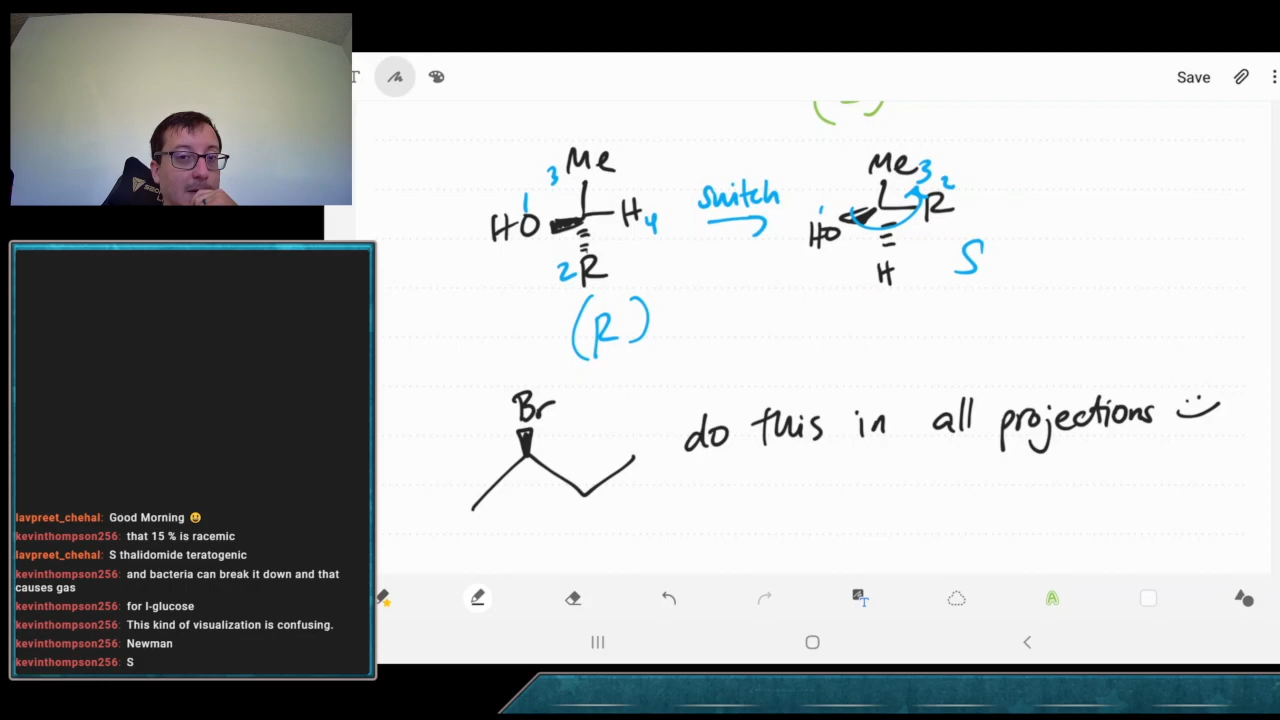 T
Save
Me
3
Me 3
1
HO
H 4
switch
1
2
R
HO
2 R
H
S
(R)
Br
do this in all projections
lavpreet_chehal: Good Morning 😃
kevinthompson256: that 15 % is racemic
lavpreet_chehal: S thalidomide teratogenic
kevinthompson256: and bacteria can break it down and that
causes gas
kevinthompson256: for l-glucose
kevinthompson256: This kind of visualization is confusing.
kevinthompson256: Newman
kevinthompson256: S